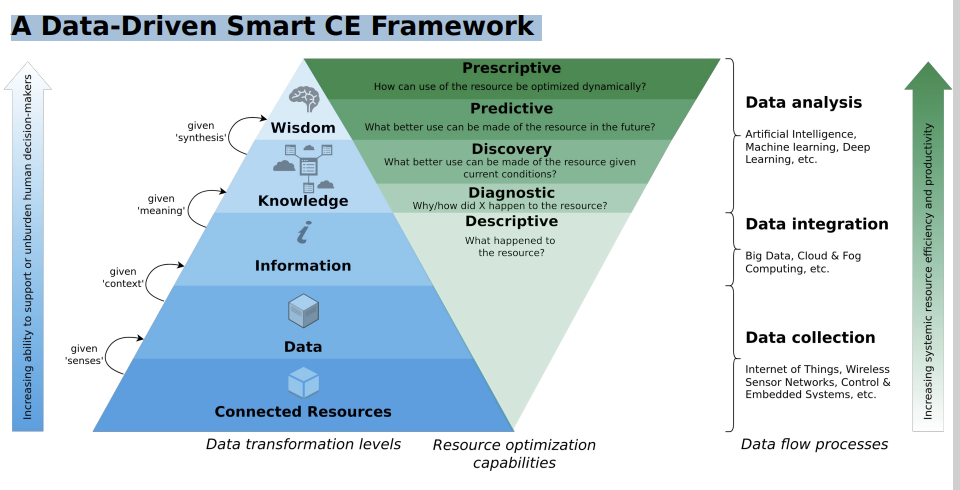 A Data-Driven Smart CE Framework
Increasing ability to support or unburden human decision-makers
given
'synthesis'
given
'meaning'
given
'context'
given
'senses'
Wisdom
Knowledge
i
Information
Data
Connected Resources
Data transformation levels
Prescriptive
How can use of the resource be optimized dynamically?
Predictive
What better use can be made of the resource in the future?
Discovery
What better use can be made of the resource given
current conditions?
Diagnostic
Why/how did X happen to the resource?
Descriptive
What happened to
the resource?
Resource optimization
capabilities
Data analysis
Artificial Intelligence,
Machine learning, Deep
Learning, etc.
Data integration
Big Data, Cloud & Fog
Computing, etc.
Data collection
Internet of Things, Wireless
Sensor Networks, Control &
Embedded Systems, etc.
Data flow processes
Increasing systemic resource efficiency and productivity